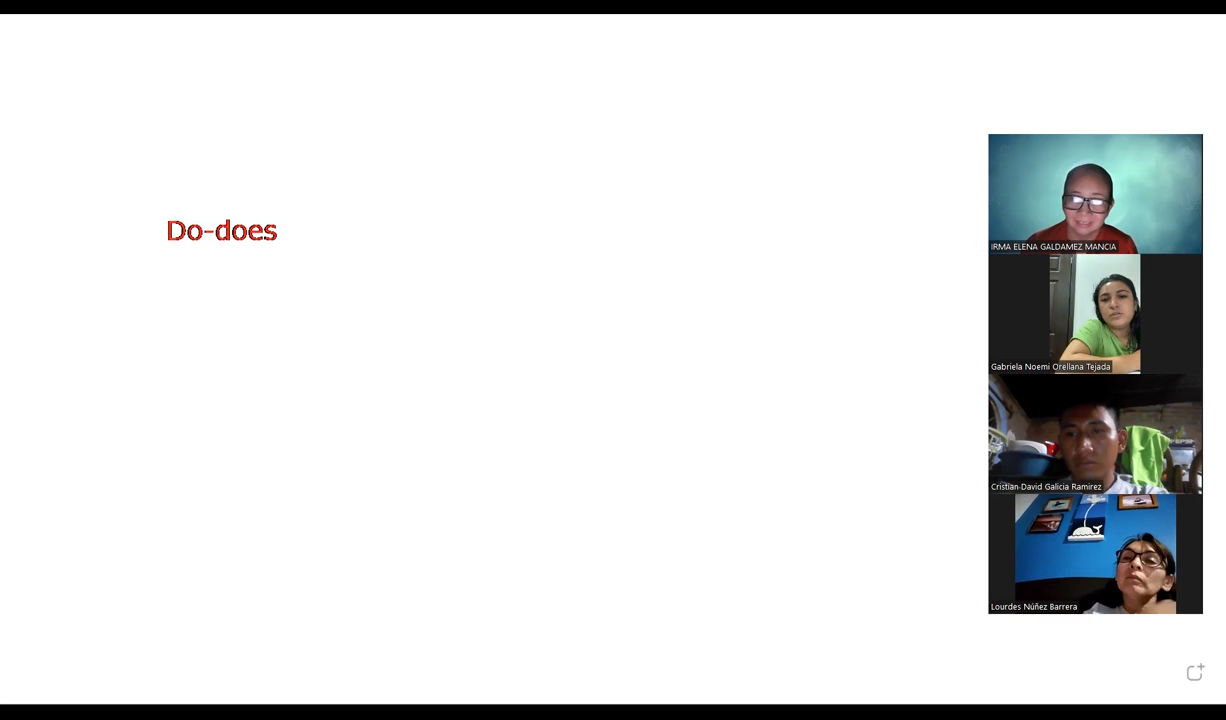 Do-does
IRMA ELENA GALDAMEZ MANCIA
Gabriela Noemi Orellana Tejada
Cristian David Galicia Ramirez
Lourdes Núñez Barrera